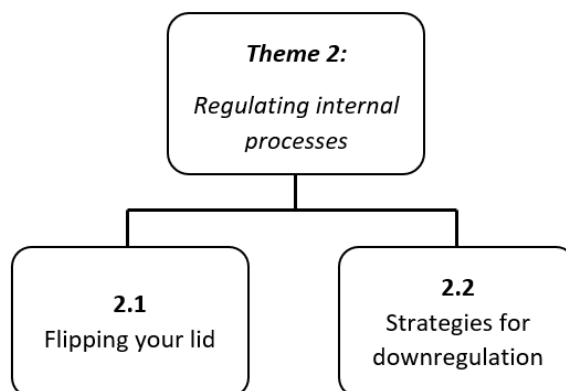 Theme 2:
Regulating internal
processes
2.1
Flipping your lid
2.2
Strategies for
downregulation